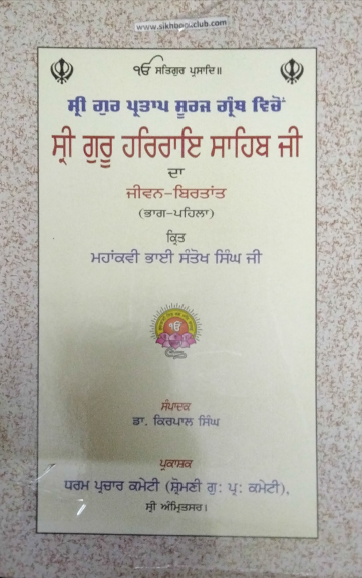 www.sikhbookclub.com
ੴ ਸਤਿਗੁਰ ਪ੍ਰਸਾਦਿ॥
ਸ੍ਰੀ ਗੁਰ ਪ੍ਰਤਾਪ ਸੂਰਜ ਗ੍ਰੰਥ ਵਿਚੋਂ
ਸ੍ਰੀ ਗੁਰੂ ਹਰਿਰਾਇ ਸਾਹਿਬ ਜੀ
ਦਾ
ਜੀਵਨ-ਬਿਰਤਾਂਤ
(ਭਾਗ-ਪਹਿਲਾ)
ਕ੍ਰਿਤ
ਮਹਾਂਕਵੀ ਭਾਈ ਸੰਤੋਖ ਸਿੰਘ ਜੀ
ੴ
ਸੰਪਾਦਕ
ਡਾ. ਕਿਰਪਾਲ ਸਿੰਘ
ਪ੍ਰਕਾਸ਼ਕ
ਧਰਮ ਪ੍ਰਚਾਰ ਕਮੇਟੀ (ਸ਼੍ਰੋਮਣੀ ਗੁ: ਪ੍ਰ: ਕਮੇਟੀ),
ਸ੍ਰੀ ਅੰਮ੍ਰਿਤਸਰ।